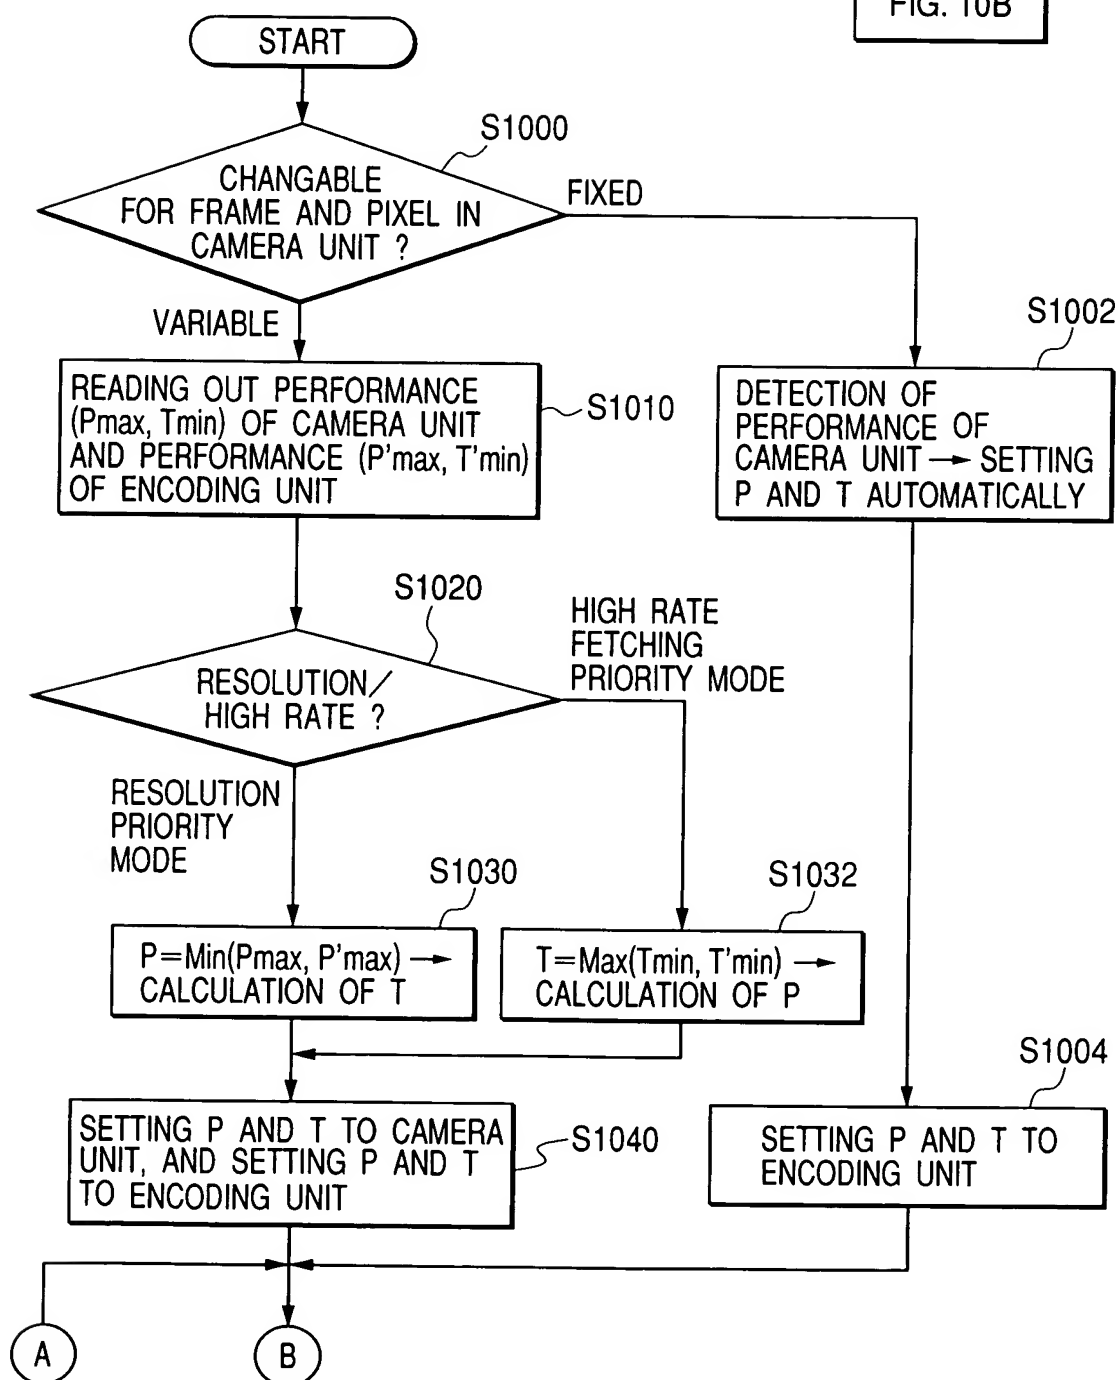 FIG. 10B
START
S1000
CHANGABLE
FOR FRAME AND PIXEL IN
CAMERA UNIT ?
FIXED
VARIABLE
S1002
READING OUT PERFORMANCE
(Pmax, Tmin) OF CAMERA UNIT
AND PERFORMANCE (P'max, T'min)
OF ENCODING UNIT
S1010
DETECTION OF
PERFORMANCE OF
CAMERA UNIT → SETTING
P AND T AUTOMATICALLY
S1020
RESOLUTION/
HIGH RATE ?
HIGH RATE
FETCHING
PRIORITY MODE
RESOLUTION
PRIORITY
MODE
S1030
P=Min(Pmax, P'max) →
CALCULATION OF T
S1032
T=Max(Tmin, T'min) →
CALCULATION OF P
S1004
SETTING P AND T TO CAMERA
UNIT, AND SETTING P AND T
TO ENCODING UNIT
S1040
SETTING P AND T TO
ENCODING UNIT
A
B